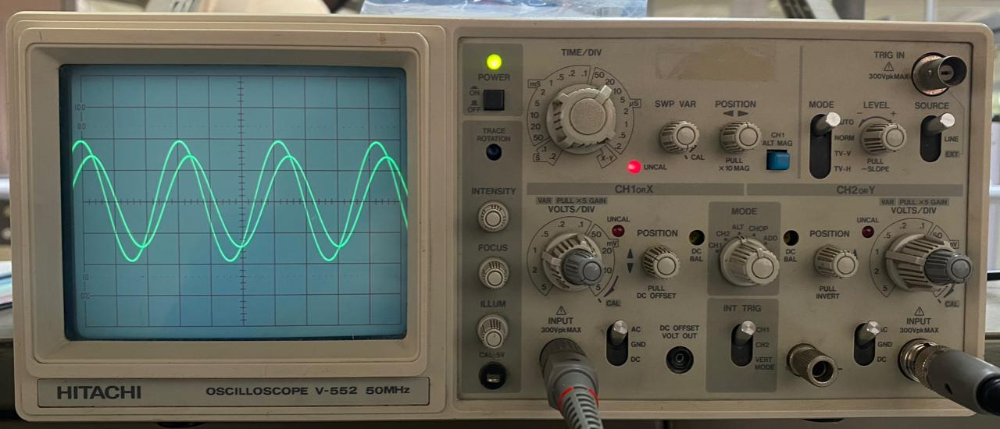 100
90
10
0%
HITACHI
OSCILLOSCOPE V-552 50MHz
POWER
ON
OFF
TRACE
ROTATION
INTENSITY
FOCUS
ILLUM
CAL .5V
TIME/DIV
mS
1 .5 .2 .1 50
2 20
5 10
10 5 μS
20 2
50 1
.1 .5
S .2 .2
X-Y
UNCAL
SWP VAR
CAL
POSITION
PULL
×10 MAG
CH1
ALT MAG
TRIG IN
300VpkMAX
MODE
AUTO
NORM
TV-V
TV-H
LEVEL
- +
PULL
-SLOPE
SOURCE
LINE
EXT
CH1 OR X
CH2 OR Y
VAR PULL ×5 GAIN
VOLTS/DIV
.5 .2 .1 50
mV
1 20
2 10
5 5
CAL
UNCAL
POSITION
PULL
DC OFFSET
DC
BAL
MODE
CH1
CH2
ALT
CHOP
ADD
DC
BAL
POSITION
PULL
INVERT
UNCAL
VAR PULL ×5 GAIN
VOLTS/DIV
.5 .2 .1 50
mV
1
2
5
CAL
INPUT
300VpkMAX
AC
GND
DC
DC OFFSET
VOLT OUT
INT TRIG
CH1
CH2
VERT
MODE
AC
GND
DC
INPUT
300VpkMAX